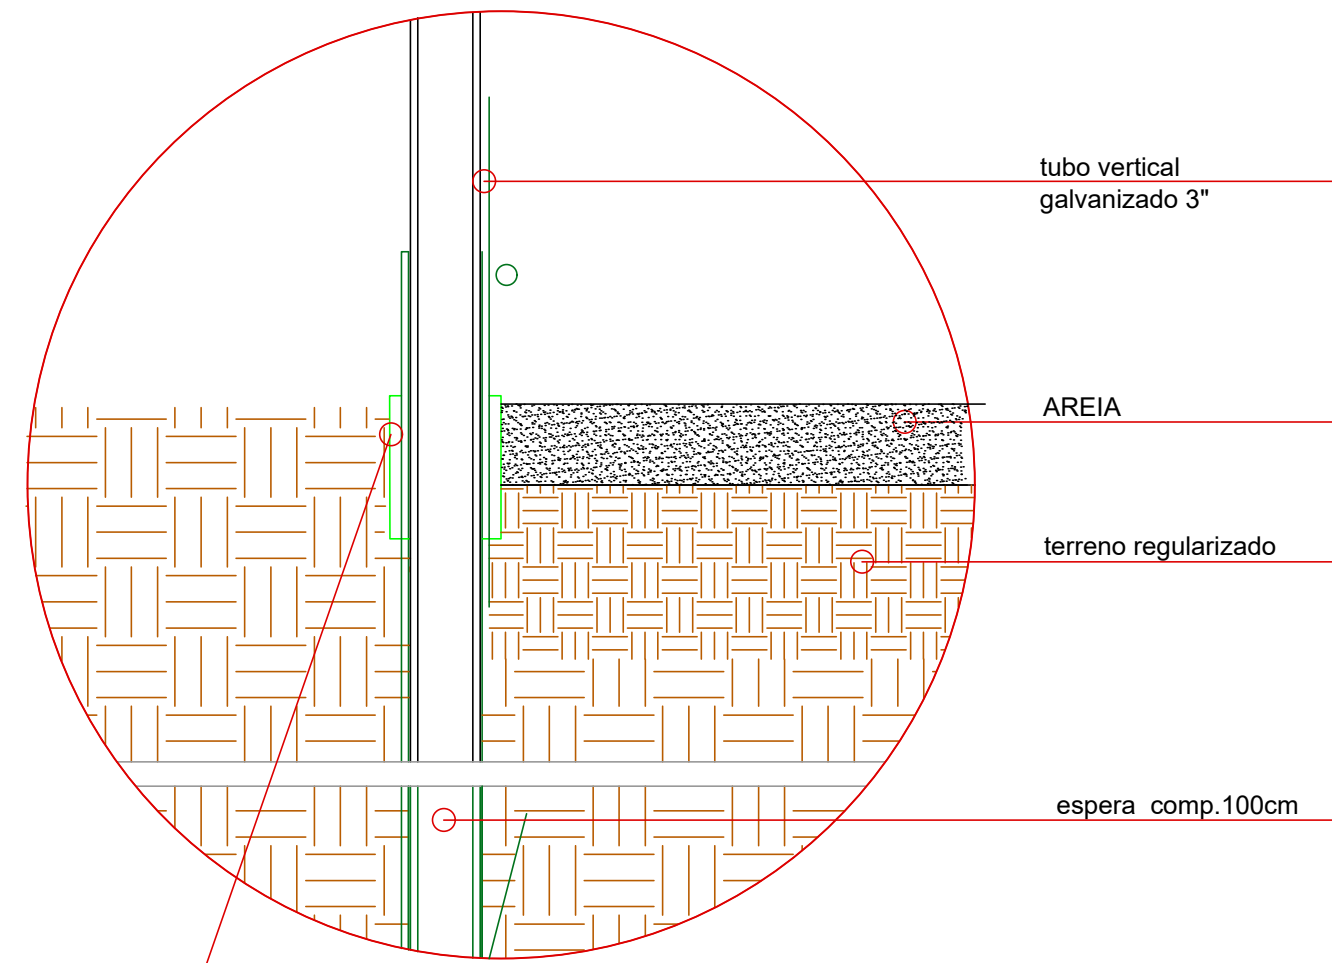 tubo vertical
galvanizado 3"
AREIA
terreno regularizado
espera  comp.100cm